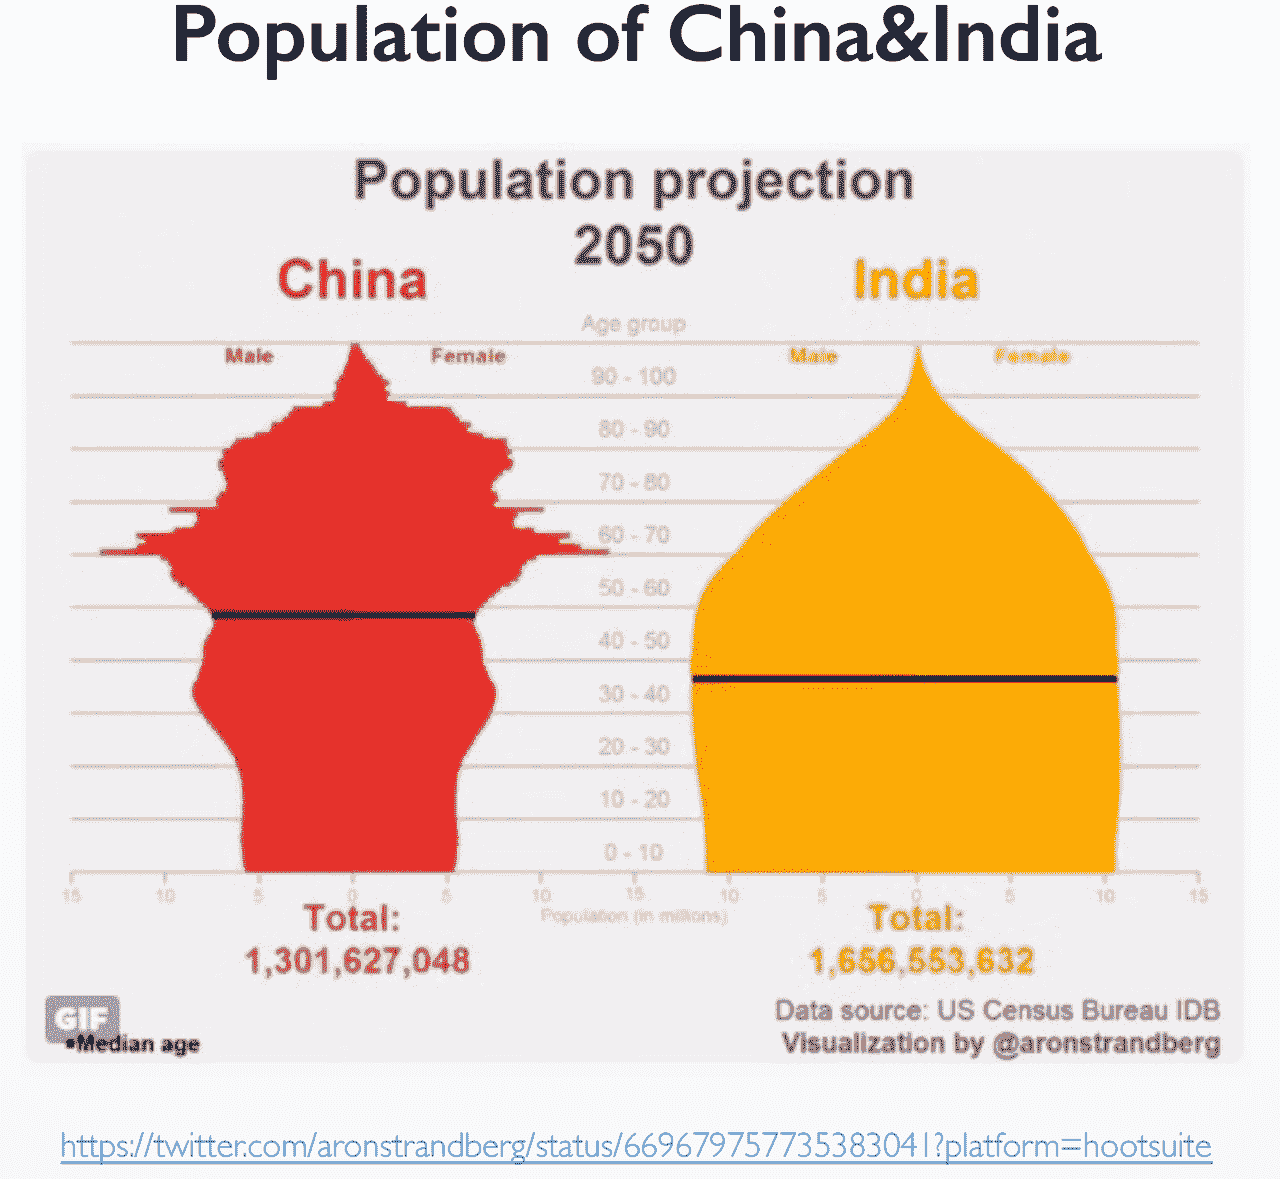 Population of China&India
Population projection
2050
China
India
Age group
Male
Female
Male
Female
90 - 100
80 - 90
70 - 80
60 - 70
50 - 60
40 - 50
30 - 40
20 - 30
10 - 20
0 - 10
15 10 5 0 5 10 15 10 5 0 5 10 15
Population (in millions)
Total:
1,301,627,048
Total:
1,656,553,632
GIF
•Median age
Data source: US Census Bureau IDB
Visualization by @aronstrandberg
https://twitter.com/aronstrandberg/status/669679757735383041?platform=hootsuite